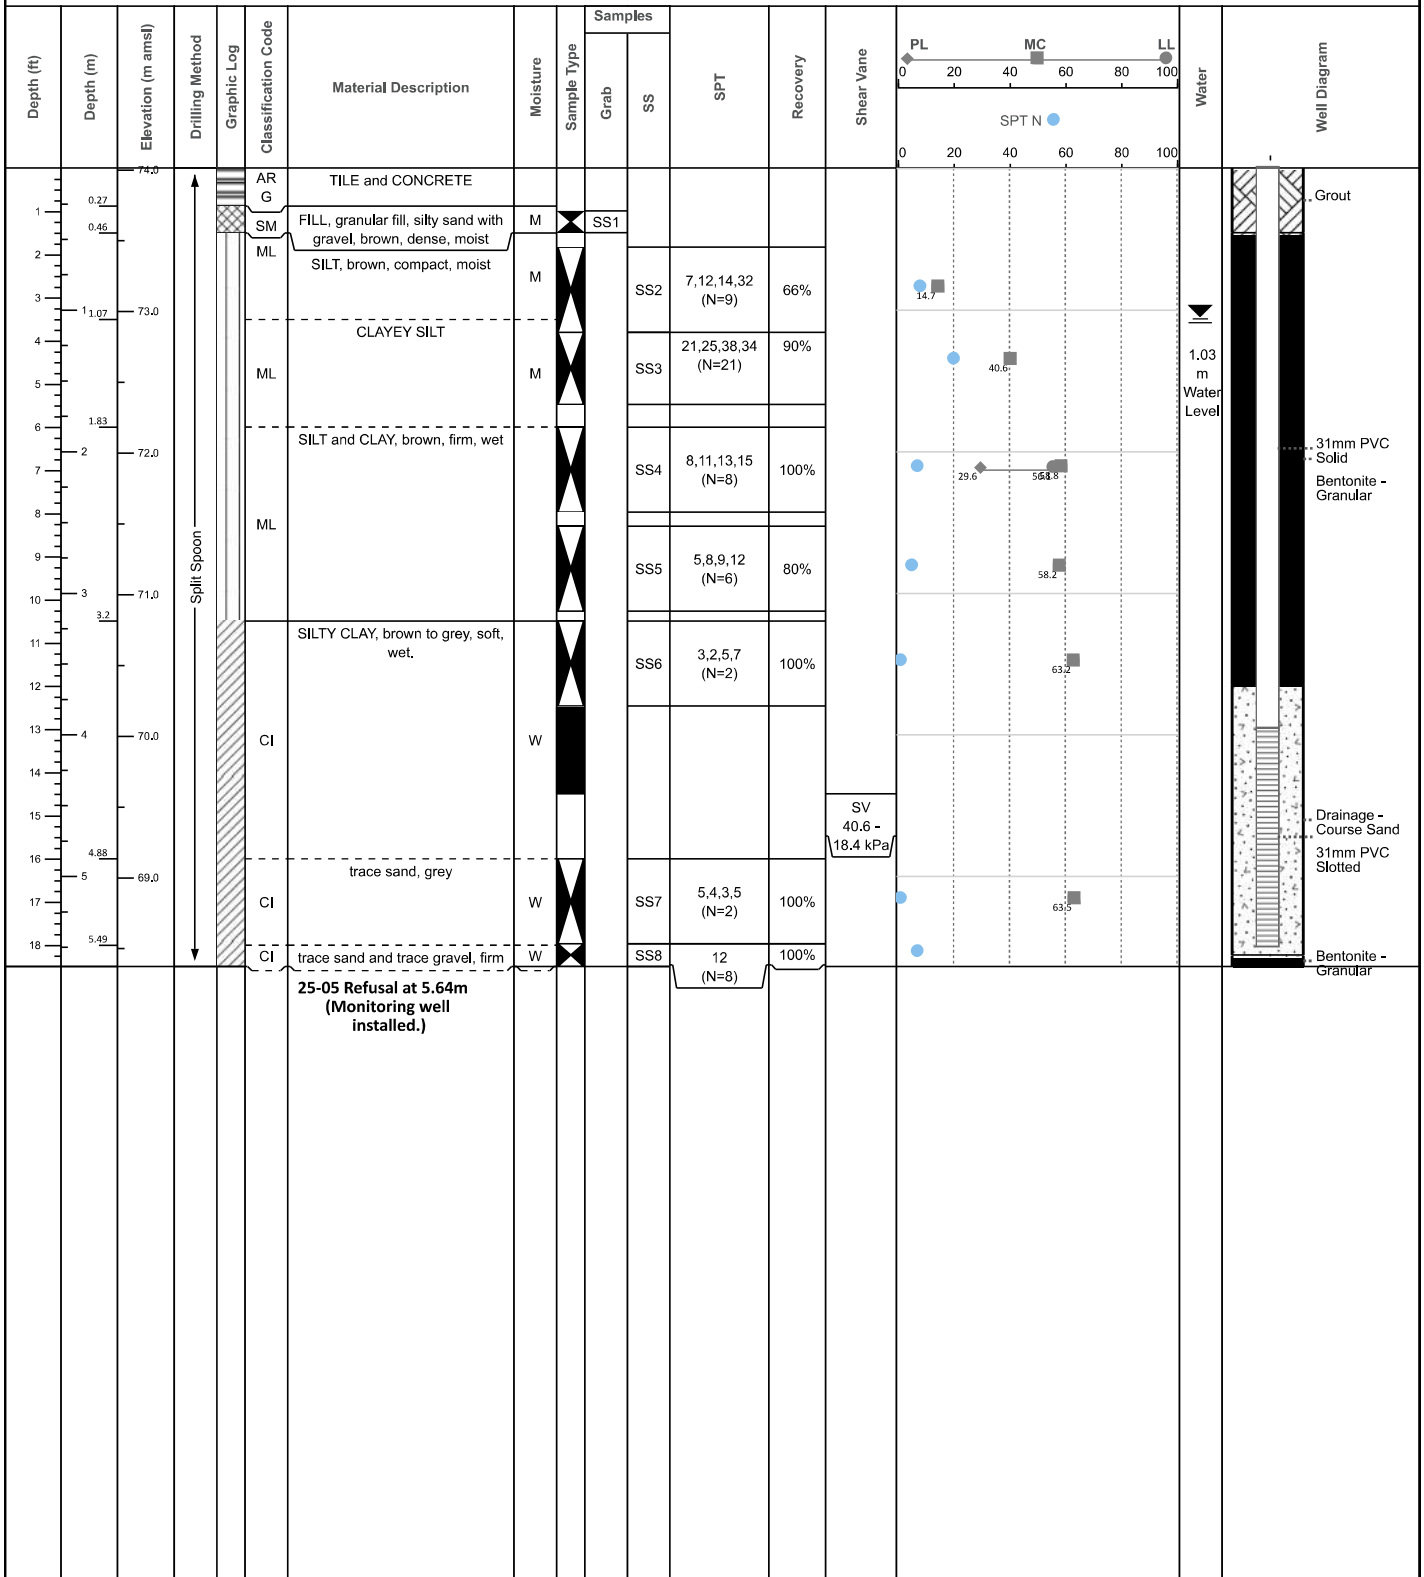 Depth (ft)
Depth (m)
Elevation (m amsl)
Drilling Method
Graphic Log
Classification Code
Material Description
Moisture
Sample Type
Samples
Grab
SS
SPT
Recovery
Shear Vane
PL MC LL
0 20 40 60 80 100
SPT N
0 20 40 60 80 100
Water
Well Diagram
1
2
3
4
5
6
7
8
9
10
11
12
13
14
15
16
17
18
0.27
0.46
1
1.07
1.83
2
3
3.2
4
4.88
5
5.49
74.0
73.0
72.0
71.0
70.0
69.0
Split Spoon
AR
G
TILE and CONCRETE
SM
FILL, granular fill, silty sand with
gravel, brown, dense, moist
M
SS1
ML
SILT, brown, compact, moist
M
SS2
7,12,14,32
(N=9)
66%
14.7
CLAYEY SILT
ML
M
SS3
21,25,38,34
(N=21)
90%
40.6
SILT and CLAY, brown, firm, wet
ML
SS4
8,11,13,15
(N=8)
100%
29.6
SS5
5,8,9,12
(N=6)
80%
58.2
SILTY CLAY, brown to grey, soft,
wet.
CI
W
SS6
3,2,5,7
(N=2)
100%
63.2
SV
40.6 -
18.4 kPa
trace sand, grey
CI
W
SS7
5,4,3,5
(N=2)
100%
63.5
CI
trace sand and trace gravel, firm
W
SS8
12
(N=8)
100%
25-05 Refusal at 5.64m
(Monitoring well
installed.)
1.03
m
Water
Level
Grout
31mm PVC
Solid
Bentonite -
Granular
Drainage -
Course Sand
31mm PVC
Slotted
Bentonite -
Granular